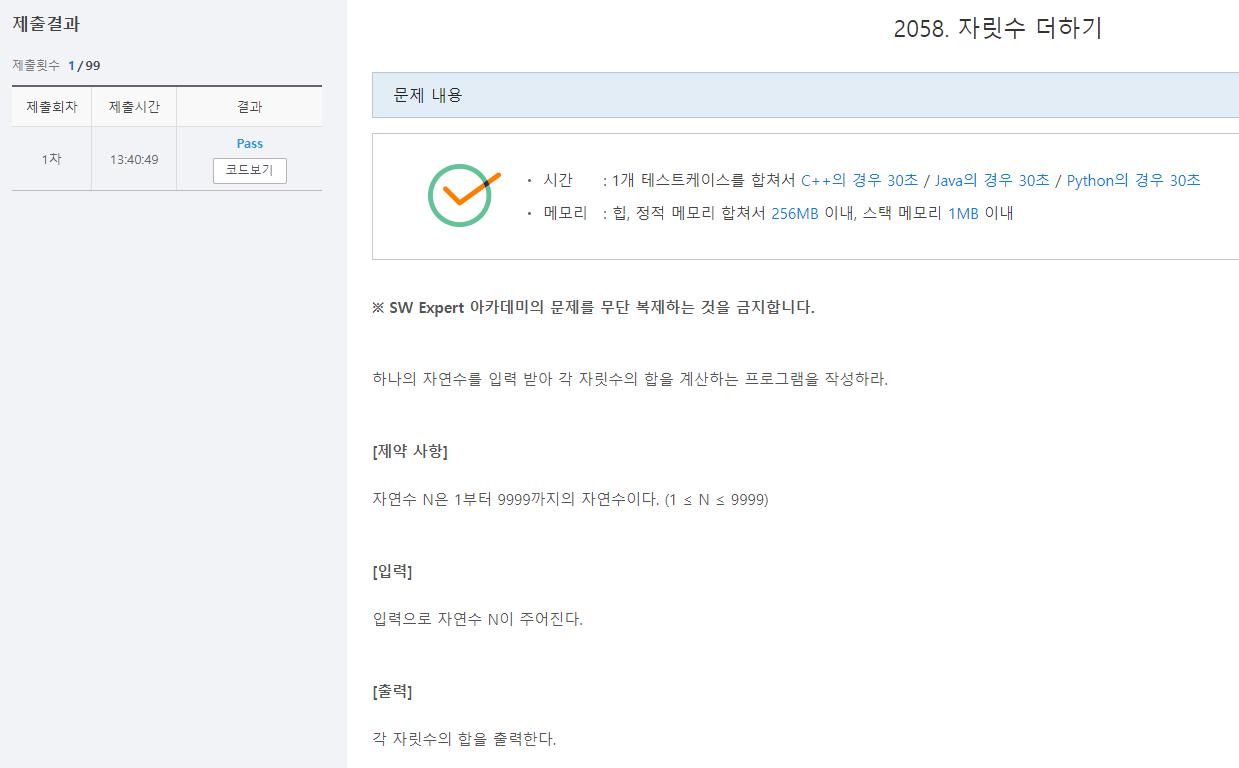 제출결과
제출횟수 1 / 99
제출회차 제출시간 결과
1차 13:40:49 Pass
코드보기
2058. 자릿수 더하기
문제 내용
· 시간 : 1개 테스트케이스를 합쳐서 C++의 경우 30초 / Java의 경우 30초 / Python의 경우 30초
· 메모리 : 힙, 정적 메모리 합쳐서 256MB 이내, 스택 메모리 1MB 이내
※ SW Expert 아카데미의 문제를 무단 복제하는 것을 금지합니다.
하나의 자연수를 입력 받아 각 자릿수의 합을 계산하는 프로그램을 작성하라.
[제약 사항]
자연수 N은 1부터 9999까지의 자연수이다. (1 ≤ N ≤ 9999)
[입력]
입력으로 자연수 N이 주어진다.
[출력]
각 자릿수의 합을 출력한다.